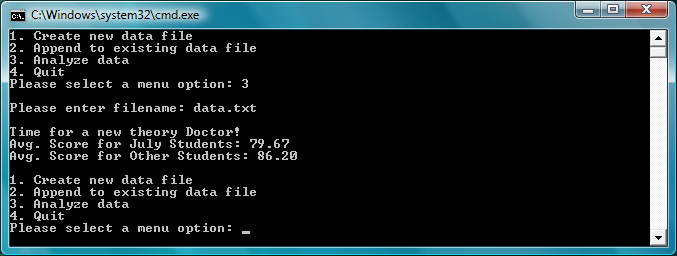 C:\Windows\system32\cmd.exe
1. Create new data file
2. Append to existing data file
3. Analyze data
4. Quit
Please select a menu option: 3
Please enter filename: data.txt
Time for a new theory Doctor!
Avg. Score for July Students: 79.67
Avg. Score for Other Students: 86.20
1. Create new data file
2. Append to existing data file
3. Analyze data
4. Quit
Please select a menu option: _